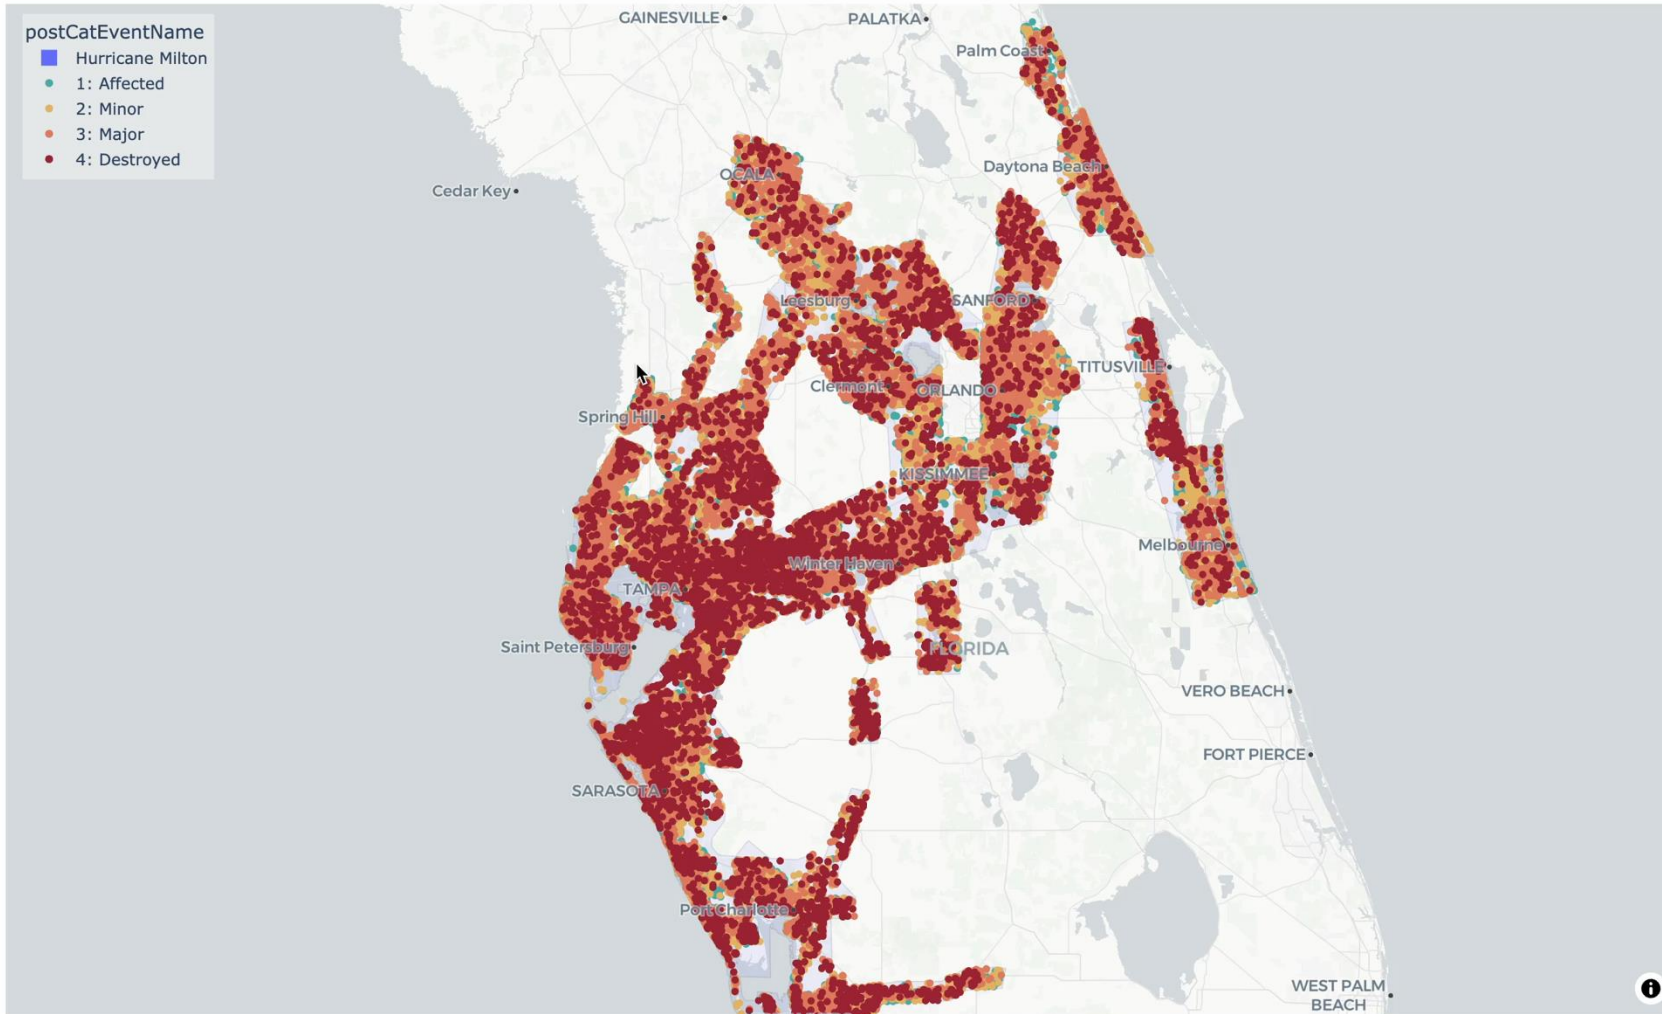 postCatEventName
Hurricane Milton
1: Affected
2: Minor
3: Major
4: Destroyed
GAINESVILLE
PALATKA
Palm Coast
Daytona Beach
OCALA
Cedar Key
Leesburg
SANFORD
TITUSVILLE
Clermont
ORLANDO
Spring Hill
KISSIMMEE
Melbourne
Winter Haven
TAMPA
Saint Petersburg
FLORIDA
VERO BEACH
FORT PIERCE
SARASOTA
Port Charlotte
WEST PALM
BEACH
i